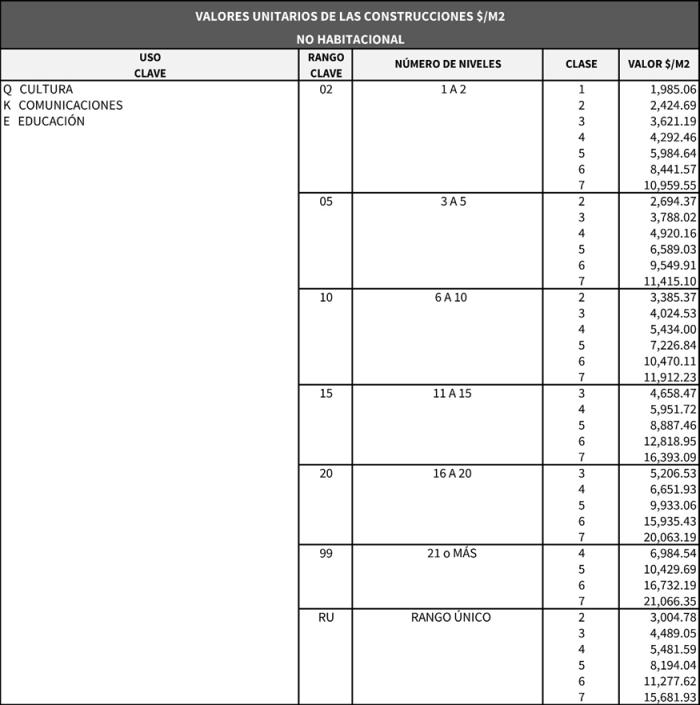 VALORES UNITARIOS DE LAS CONSTRUCCIONES $/M2
NO HABITACIONAL
USO CLAVE RANGO CLAVE NÚMERO DE NIVELES CLASE VALOR $/M2
Q CULTURA 02 1 A 2 1 1,985.06
K COMUNICACIONES 2 2,424.69
E EDUCACIÓN 3 3,621.19
4 4,292.46
5 5,984.64
6 8,441.57
7 10,959.55
05 3 A 5 2 2,694.37
3 3,788.02
4 4,920.16
5 6,589.03
6 9,549.91
7 11,415.10
10 6 A 10 2 3,385.37
3 4,024.53
4 5,434.00
5 7,226.84
6 10,470.11
7 11,912.23
15 11 A 15 3 4,658.47
4 5,951.72
5 8,887.46
6 12,818.95
7 16,393.09
20 16 A 20 3 5,206.53
4 6,651.93
5 9,933.06
6 15,935.43
7 20,063.19
99 21 o MÁS 4 6,984.54
5 10,429.69
6 16,732.19
7 21,066.35
RU RANGO ÚNICO 2 3,004.78
3 4,489.05
4 5,481.59
5 8,194.04
6 11,277.62
7 15,681.93